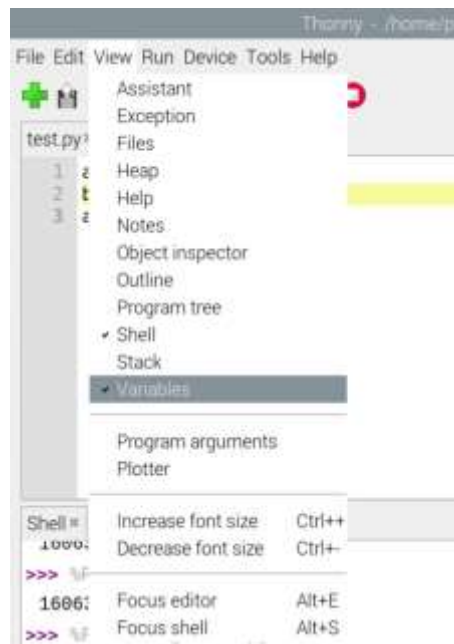 Thonny - /home/p
File Edit View Run Device Tools Help
test.py
1 a
2 b
3 a
Assistant
Exception
Files
Heap
Help
Notes
Object inspector
Outline
Program tree
✓ Shell
Stack
✓ Variables
Program arguments
Plotter
Increase font size Ctrl++
Decrease font size Ctrl+-
Focus editor Alt+E
Focus shell Alt+S
Shell
>>>
>>>